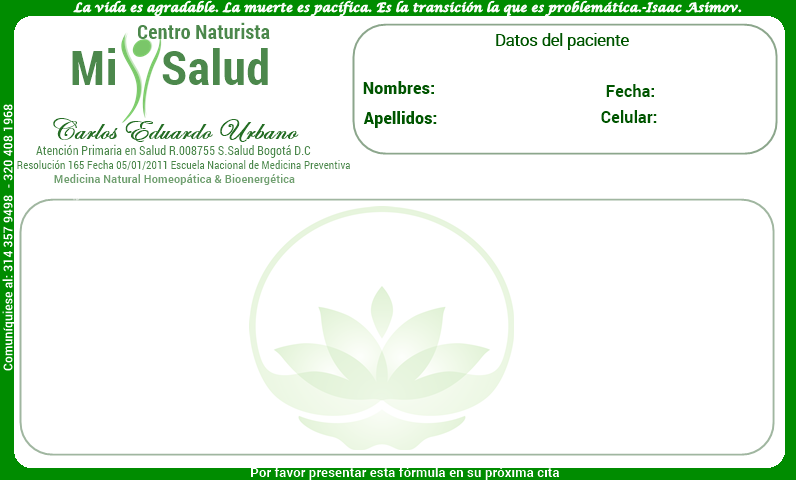 La vida es agradable. La muerte es pacífica. Es la transición la que es problemática.-Isaac Asimov.
Centro Naturista
Mi Salud
Carlos Eduardo Urbano
Atención Primaria en Salud R.008755 S.Salud Bogotá D.C
Resolución 165 Fecha 05/01/2011 Escuela Nacional de Medicina Preventiva
Medicina Natural Homeopática & Bioenergética
Datos del paciente
Nombres:
Fecha:
Apellidos:
Celular:
Comuníquiese al: 314 357 9498 - 320 408 1968
Por favor presentar esta fórmula en su próxima cita